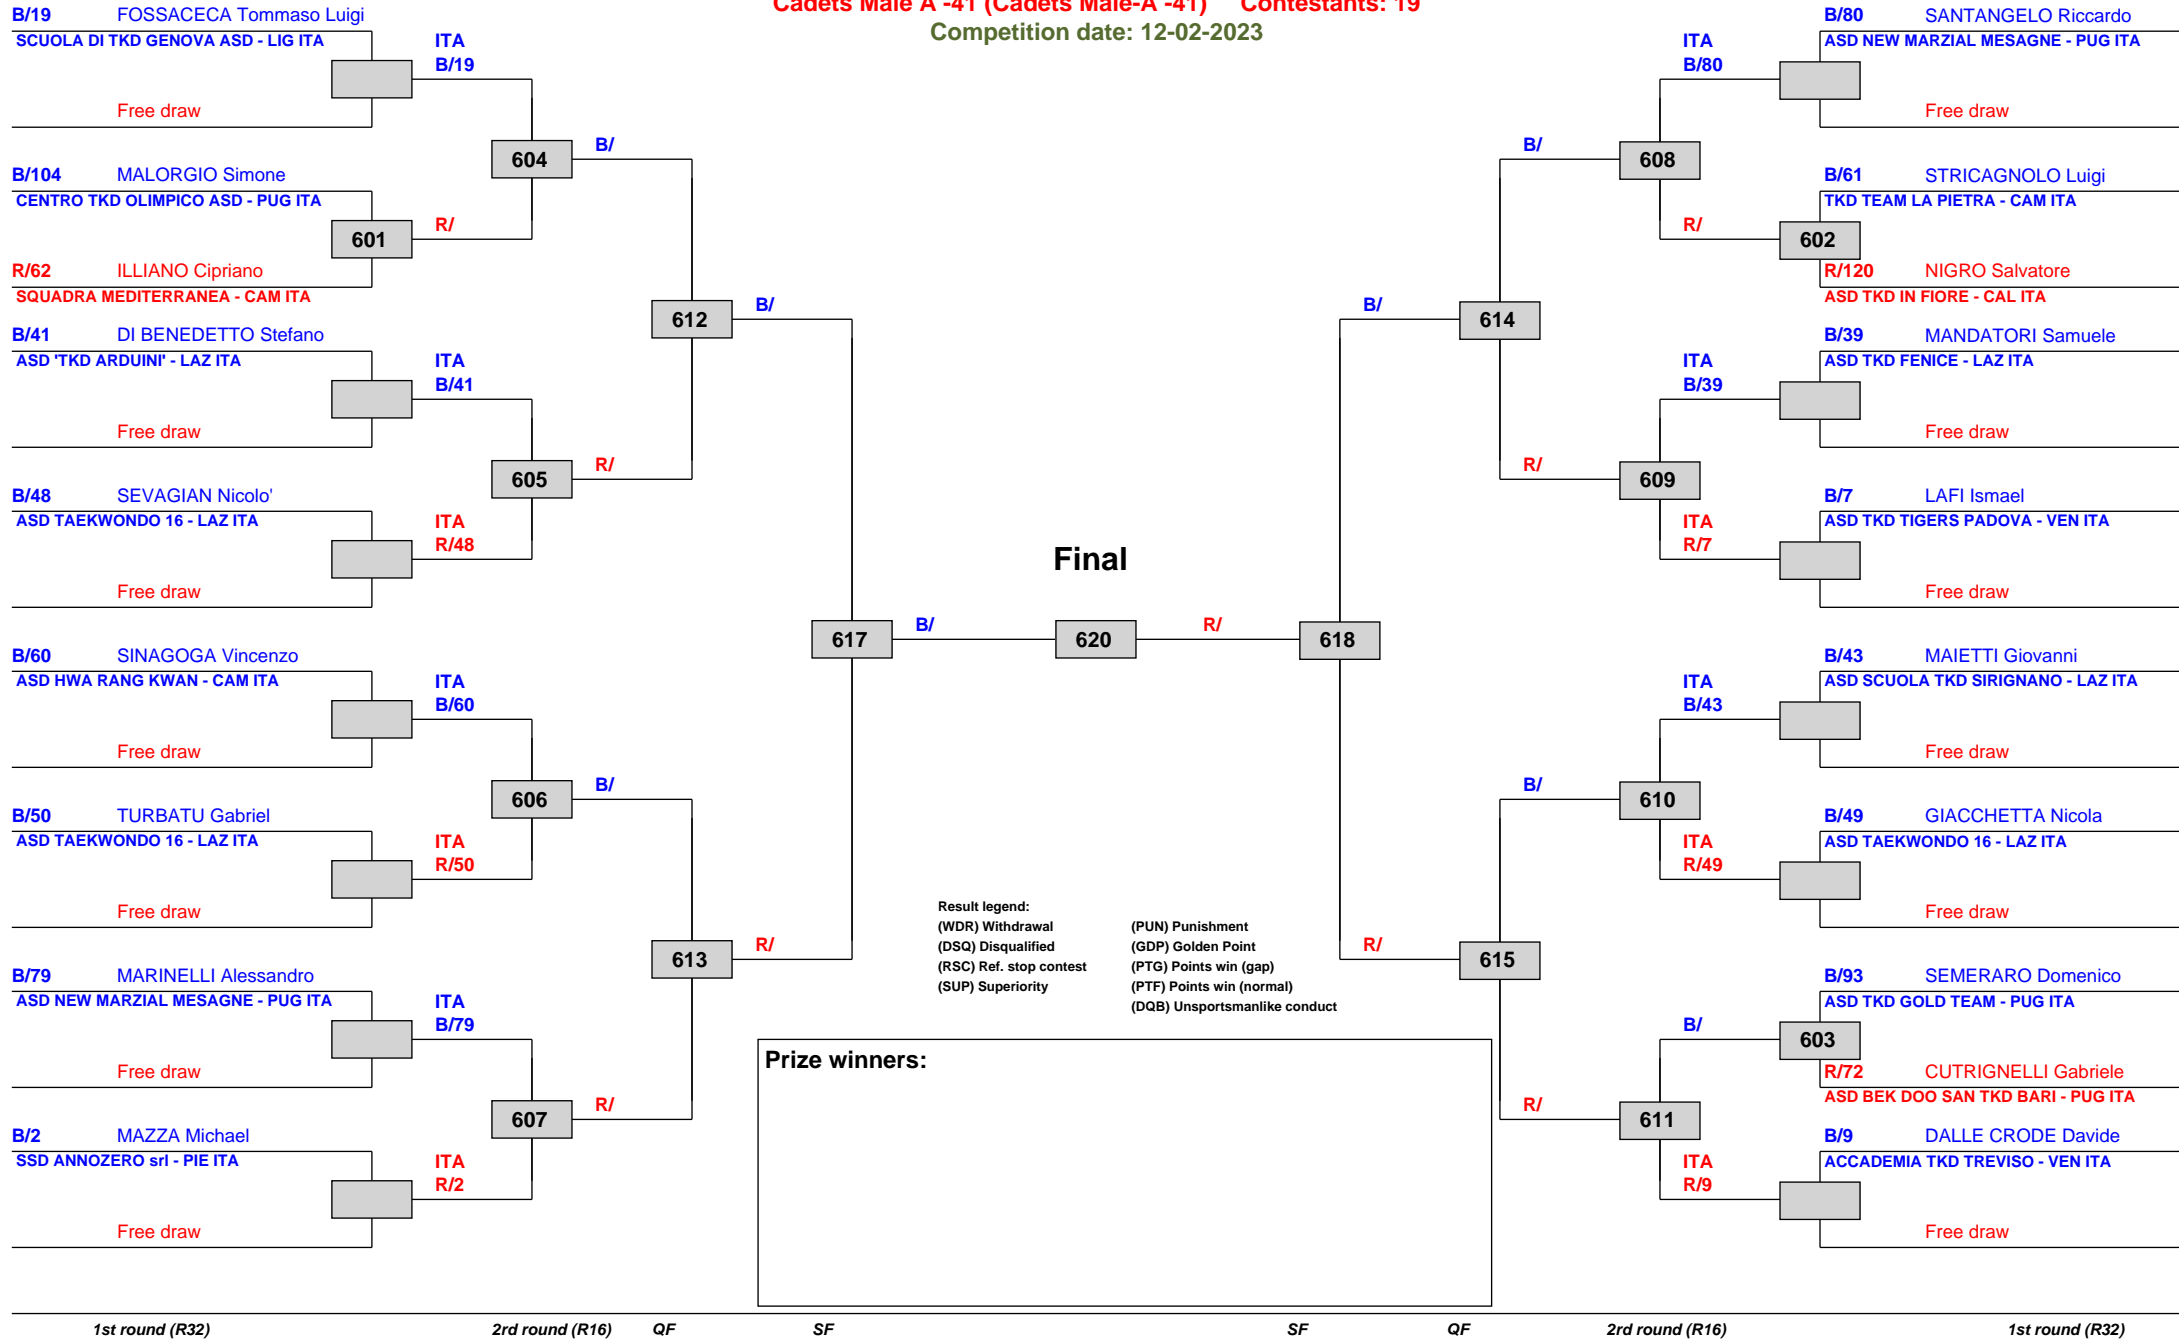 Cadets Male A -41 (Cadets Male-A -41) Contestants: 19
Competition date: 12-02-2023
B/19 FOSSACECA Tommaso Luigi
SCUOLA DI TKD GENOVA ASD - LIG ITA
ITA
B/19
Free draw
604
B/
B/104 MALORGIO Simone
CENTRO TKD OLIMPICO ASD - PUG ITA
601
R/
R/62 ILLIANO Cipriano
SQUADRA MEDITERRANEA - CAM ITA
612
B/
B/41 DI BENEDETTO Stefano
ASD 'TKD ARDUINI' - LAZ ITA
ITA
B/41
Free draw
605
R/
B/48 SEVAGIAN Nicolo'
ASD TAEKWONDO 16 - LAZ ITA
ITA
R/48
Free draw
617
B/
B/60 SINAGOGA Vincenzo
ASD HWA RANG KWAN - CAM ITA
ITA
B/60
Free draw
606
B/
B/50 TURBATU Gabriel
ASD TAEKWONDO 16 - LAZ ITA
ITA
R/50
Free draw
613
R/
B/79 MARINELLI Alessandro
ASD NEW MARZIAL MESAGNE - PUG ITA
ITA
B/79
Free draw
607
R/
B/2 MAZZA Michael
SSD ANNOZERO srl - PIE ITA
ITA
R/2
Free draw
Final
620
B/80 SANTANGELO Riccardo
ASD NEW MARZIAL MESAGNE - PUG ITA
ITA
B/80
Free draw
B/
608
B/61 STRICAGNOLO Luigi
TKD TEAM LA PIETRA - CAM ITA
R/
602
R/120 NIGRO Salvatore
ASD TKD IN FIORE - CAL ITA
B/
614
B/39 MANDATORI Samuele
ASD TKD FENICE - LAZ ITA
ITA
B/39
Free draw
R/
609
B/7 LAFI Ismael
ASD TKD TIGERS PADOVA - VEN ITA
ITA
R/7
Free draw
R/
618
B/43 MAIETTI Giovanni
ASD SCUOLA TKD SIRIGNANO - LAZ ITA
ITA
B/43
Free draw
B/
610
B/49 GIACCHETTA Nicola
ASD TAEKWONDO 16 - LAZ ITA
ITA
R/49
Free draw
R/
615
B/93 SEMERARO Domenico
ASD TKD GOLD TEAM - PUG ITA
B/
603
R/72 CUTRIGNELLI Gabriele
ASD BEK DOO SAN TKD BARI - PUG ITA
R/
611
B/9 DALLE CRODE Davide
ACCADEMIA TKD TREVISO - VEN ITA
ITA
R/9
Free draw
Result legend:
(WDR) Withdrawal (PUN) Punishment
(DSQ) Disqualified (GDP) Golden Point
(RSC) Ref. stop contest (PTG) Points win (gap)
(SUP) Superiority (PTF) Points win (normal)
(DQB) Unsportsmanlike conduct
Prize winners:
1st round (R32) 2rd round (R16) QF SF SF QF 2rd round (R16) 1st round (R32)